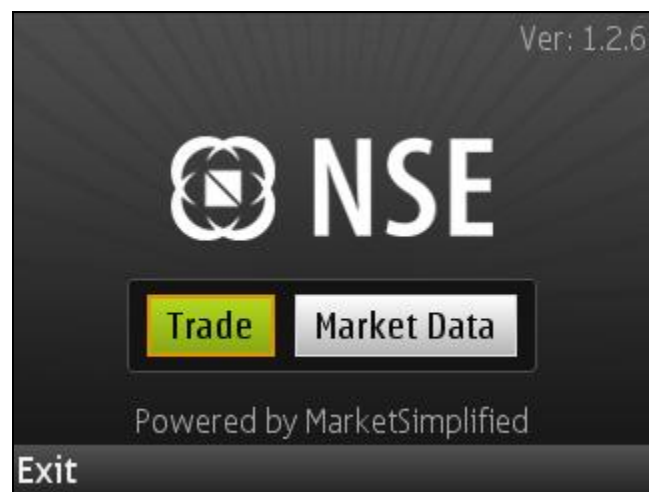 Ver: 1.2.6
NSE
Trade Market Data
Powered by MarketSimplified
Exit